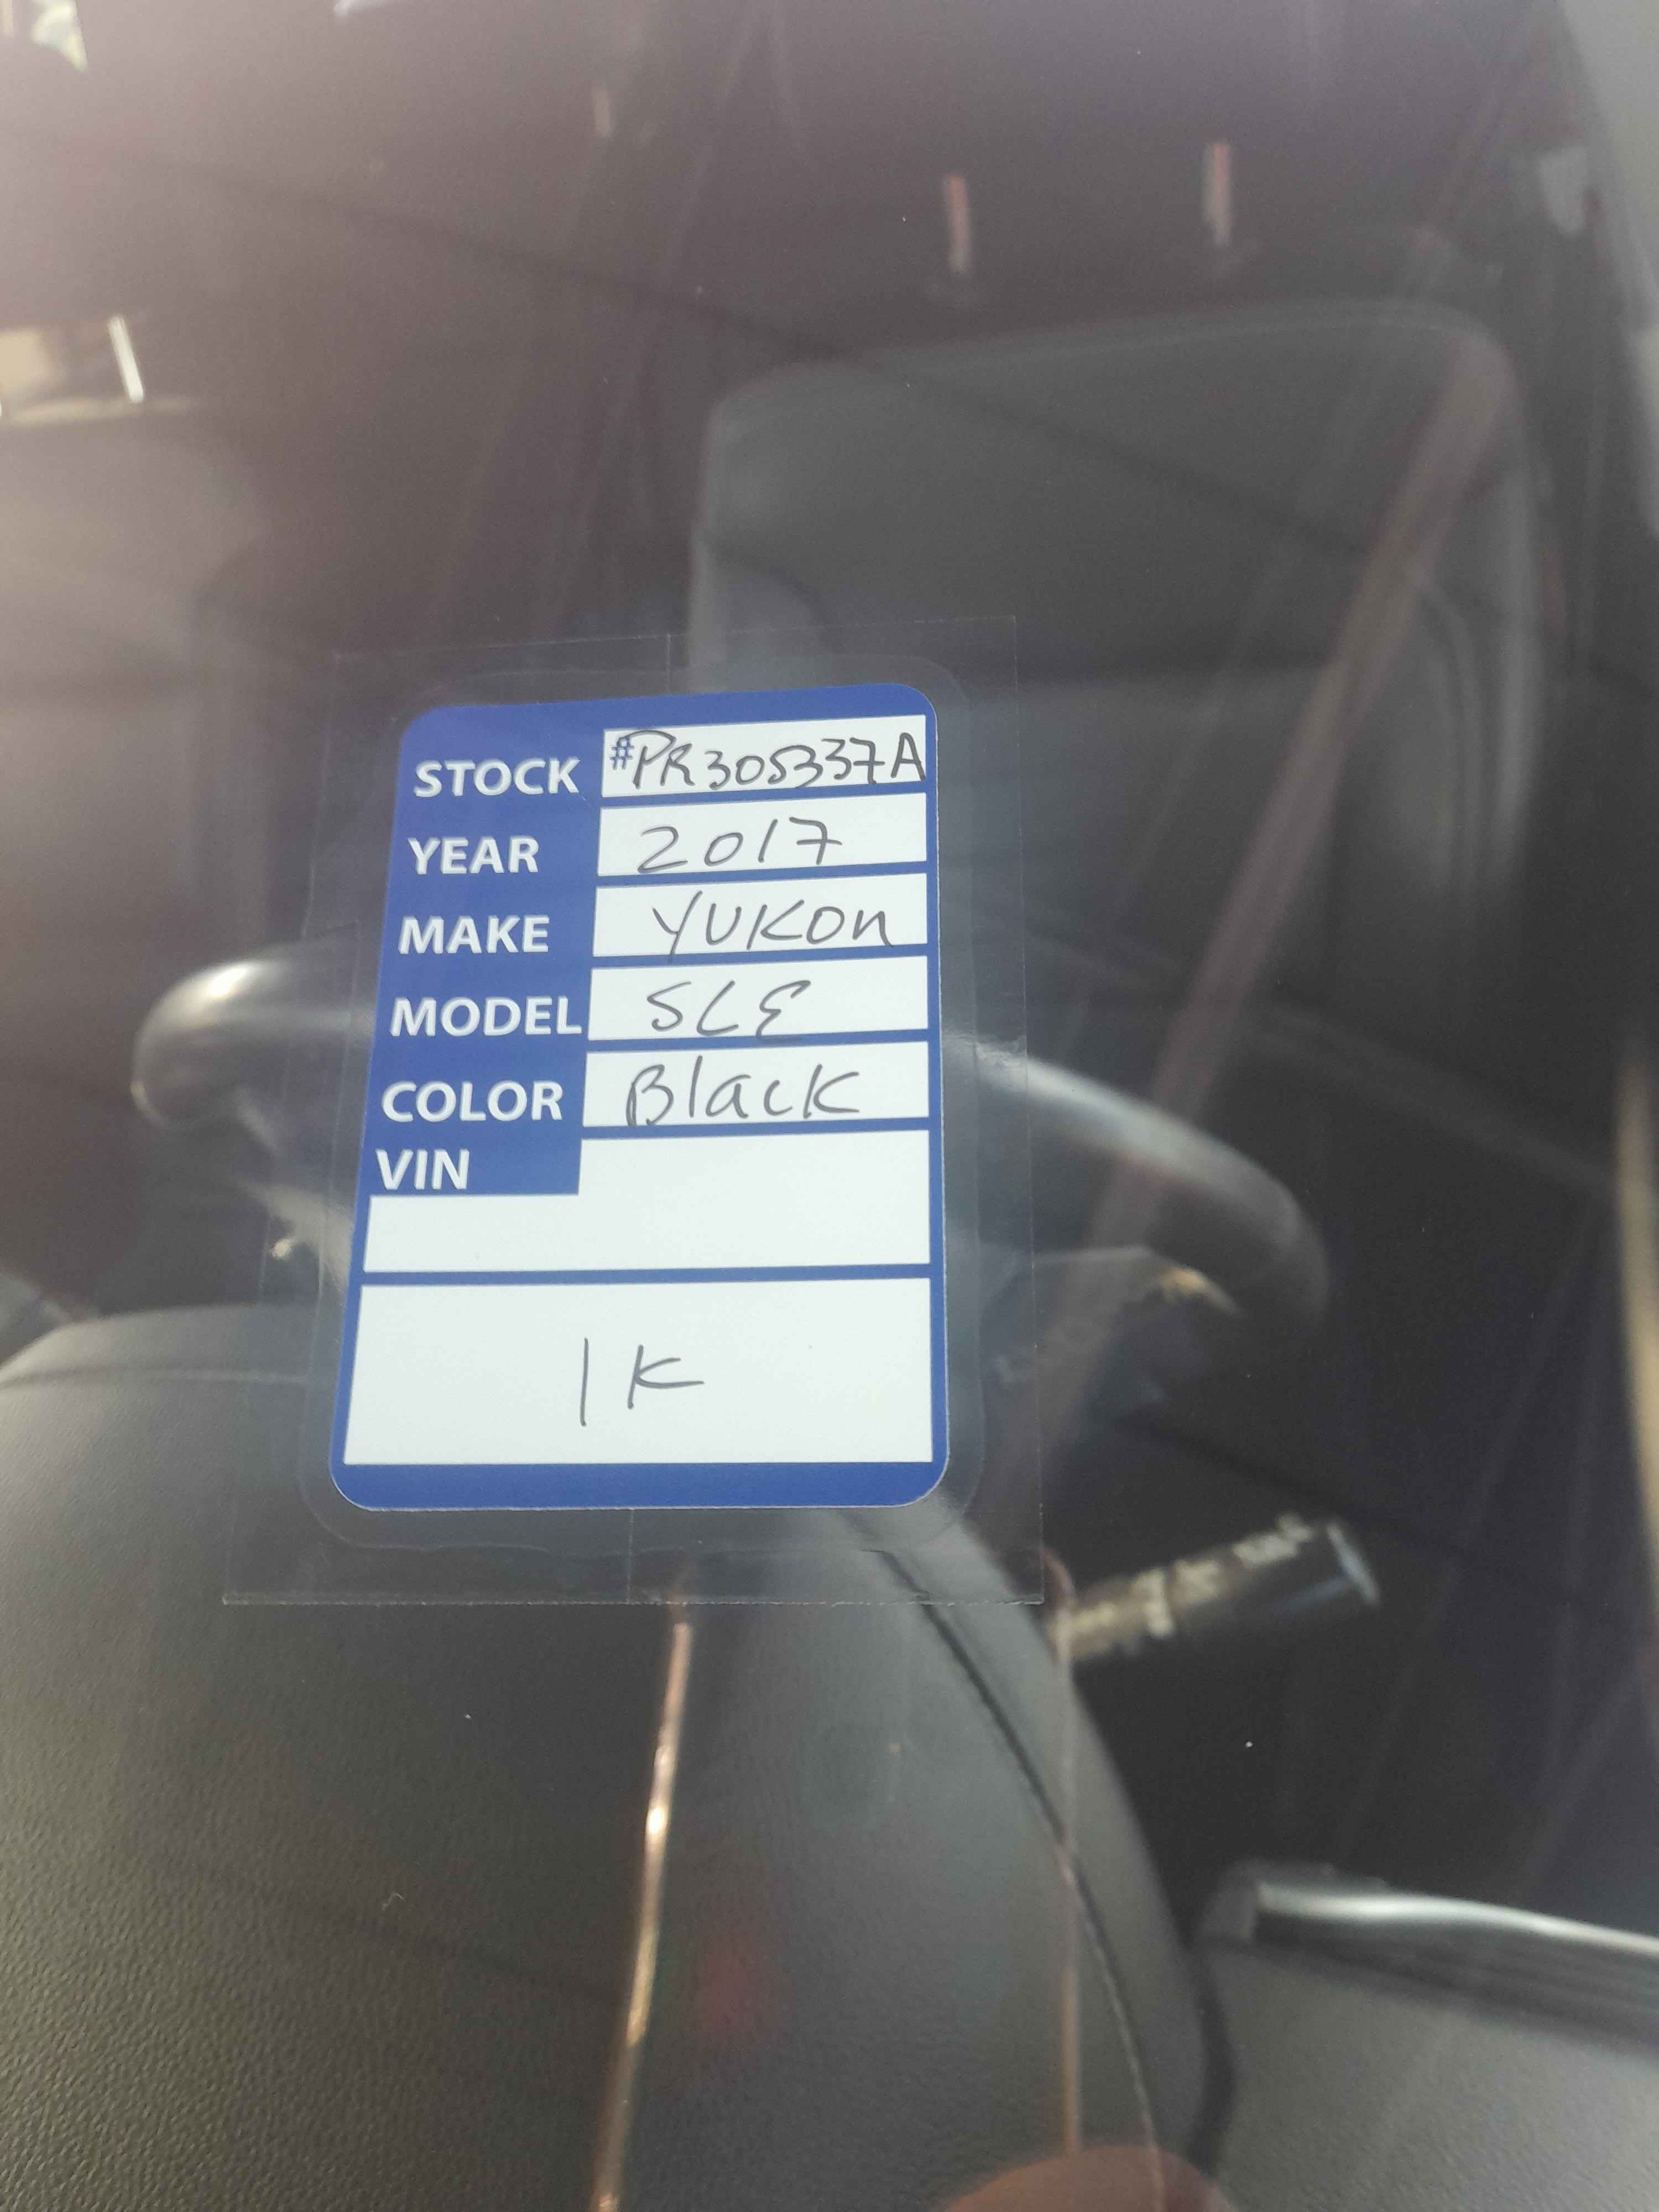 STOCK #PR305337A
YEAR 2017
MAKE YUKON
MODEL SLE
COLOR Black
VIN
1K